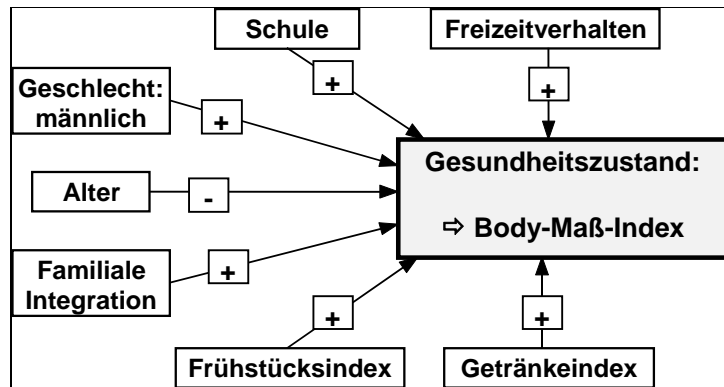 Schule
Freizeitverhalten
+
+
Geschlecht:
männlich
+
Gesundheitszustand:
Alter
-
⇨ Body-Maß-Index
Familiale
Integration
+
+
+
Frühstücksindex
Getränkeindex